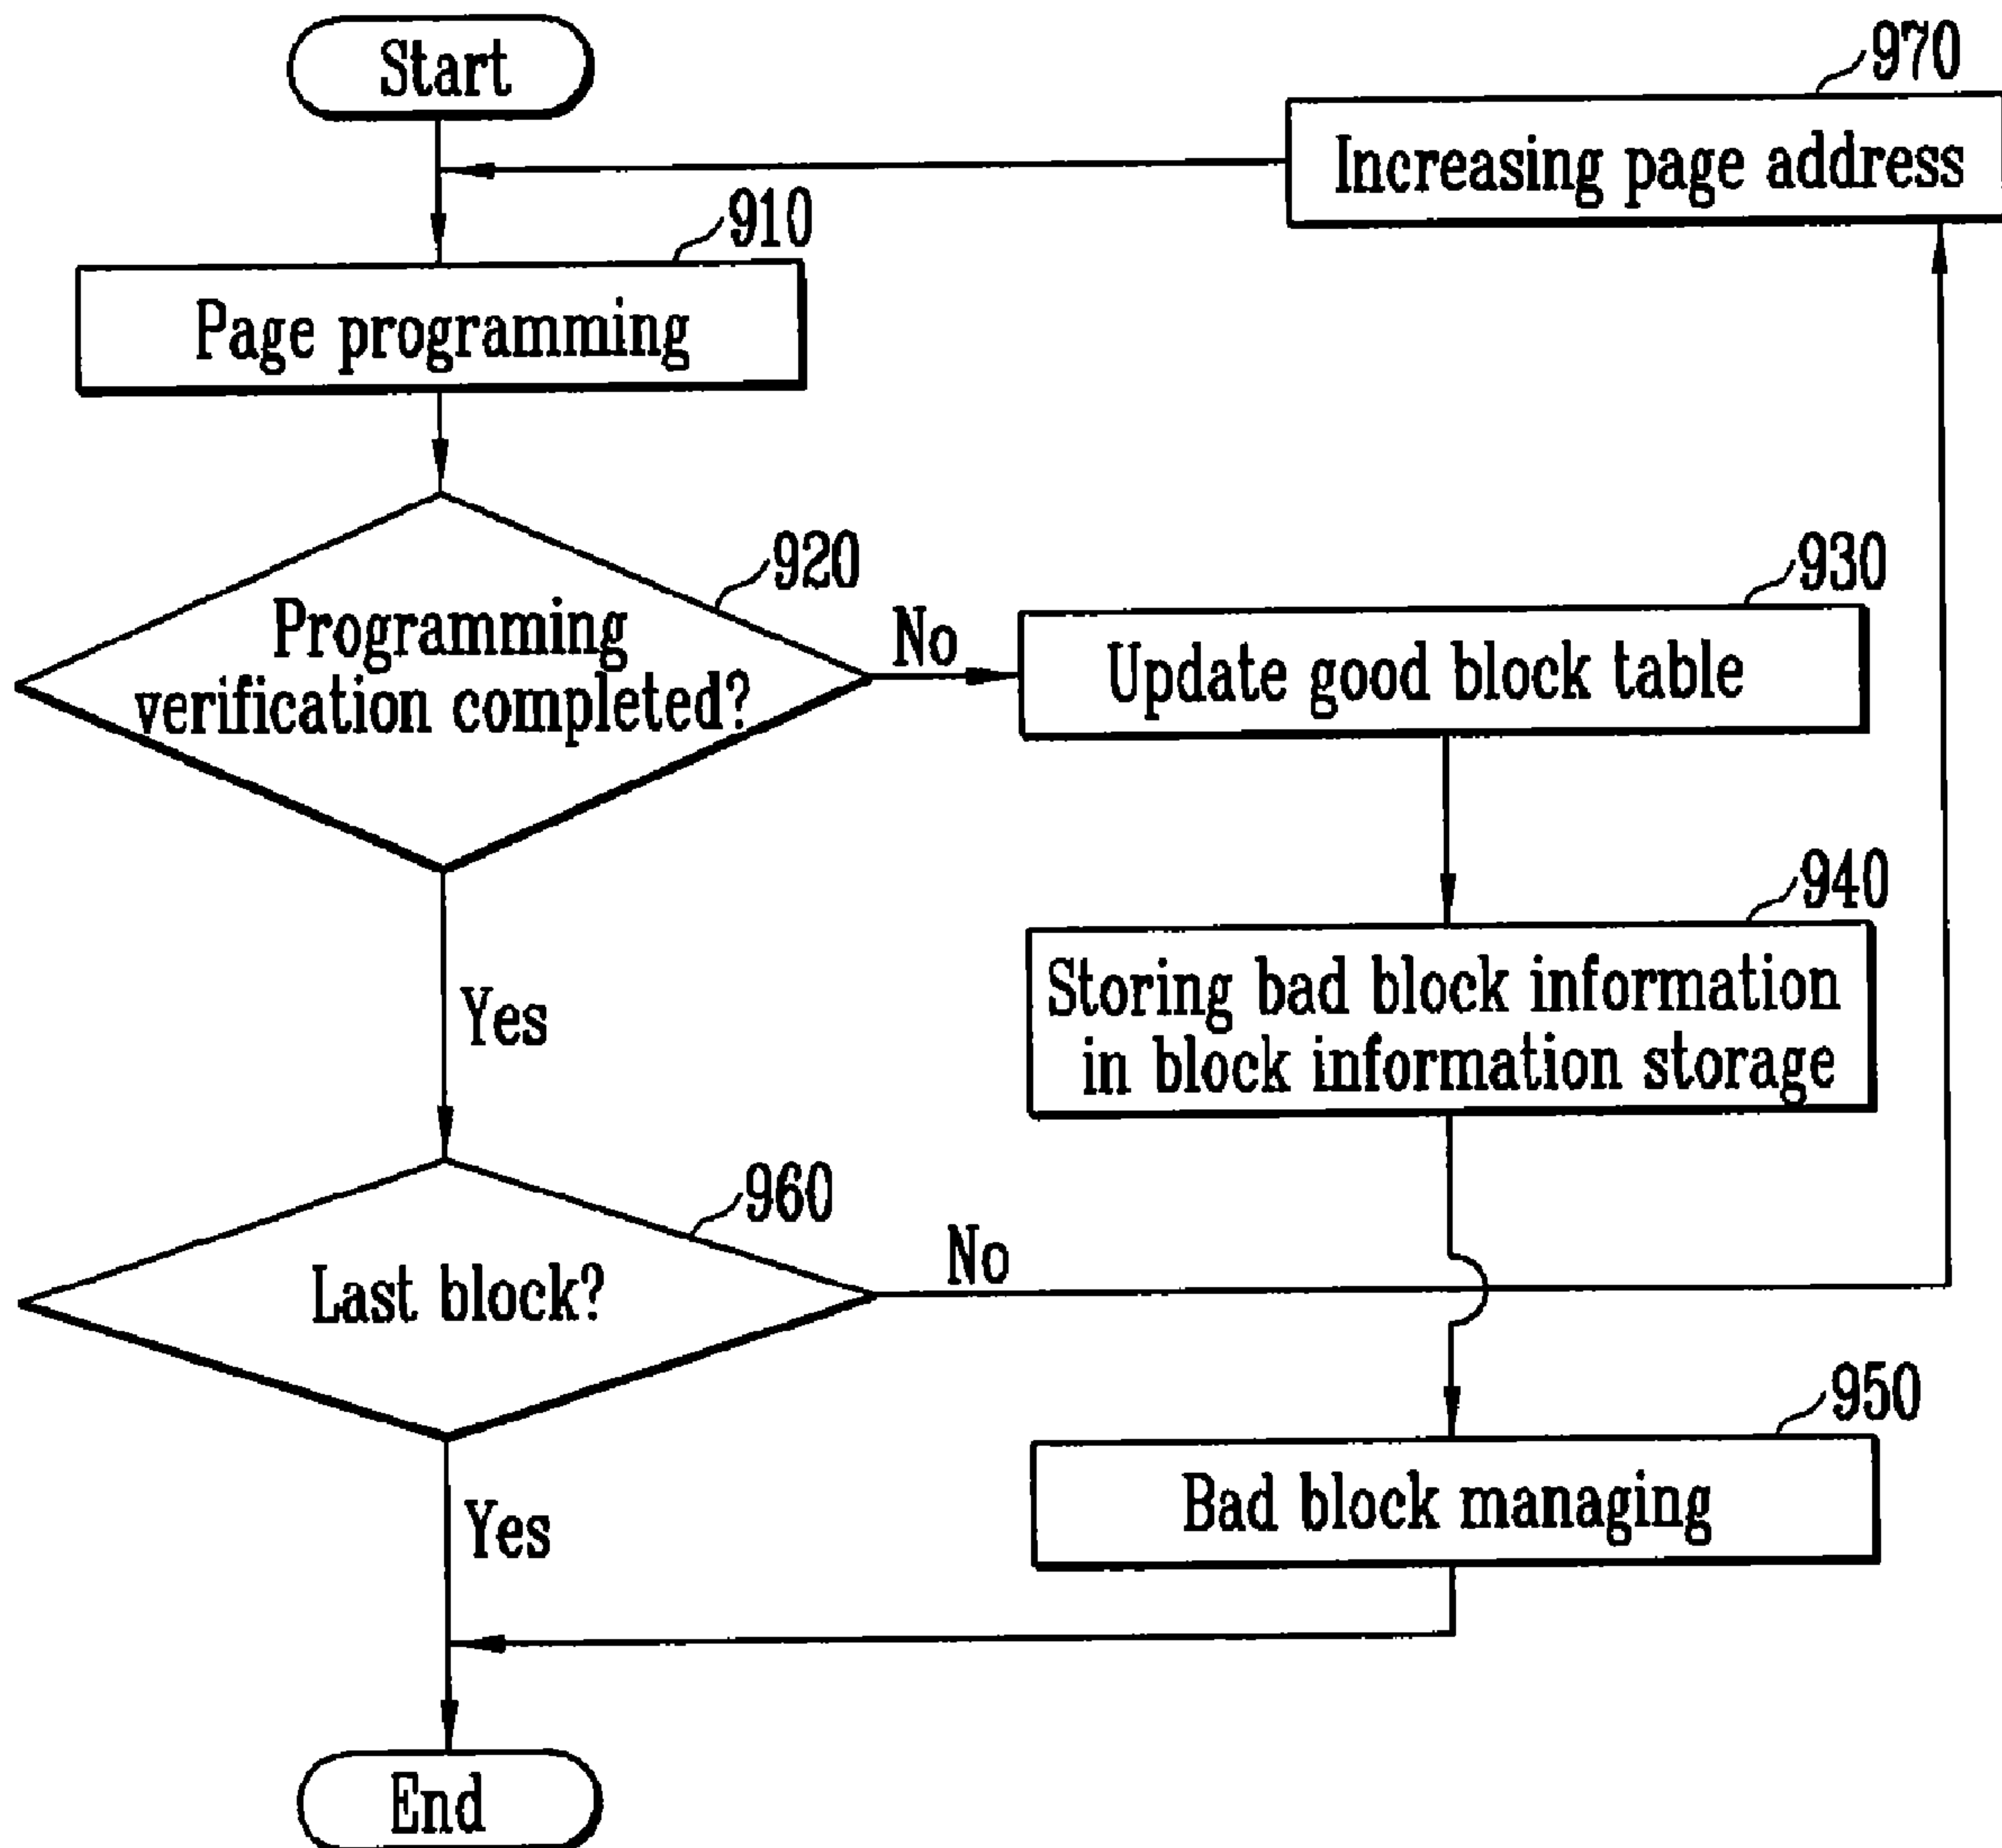 Start
970
Increasing page address
910
Page programming
920
Programming
verification completed?
No
930
Update good block table
940
Storing bad block information
in block information storage
Yes
960
Last block?
No
950
Bad block managing
Yes
End